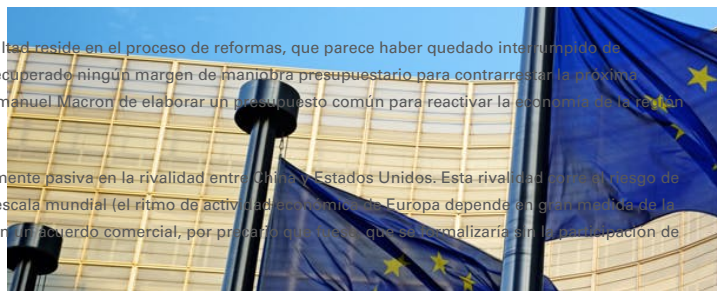 ltad reside en el proceso de reformas, que parece haber quedado interrumpido de
ecuperado ningún margen de maniobra presupuestario para contrarrestar la próxima
manuel Macron de elaborar un presupuesto común para reactivar la economía de la región
mente pasiva en la rivalidad entre China y Estados Unidos. Esta rivalidad el riesgo de
escala mundial (el ritmo de actividad económica de Europa depende en gran medida de la
un acuerdo comercial, por precario que que se formalizaría sin la participación de